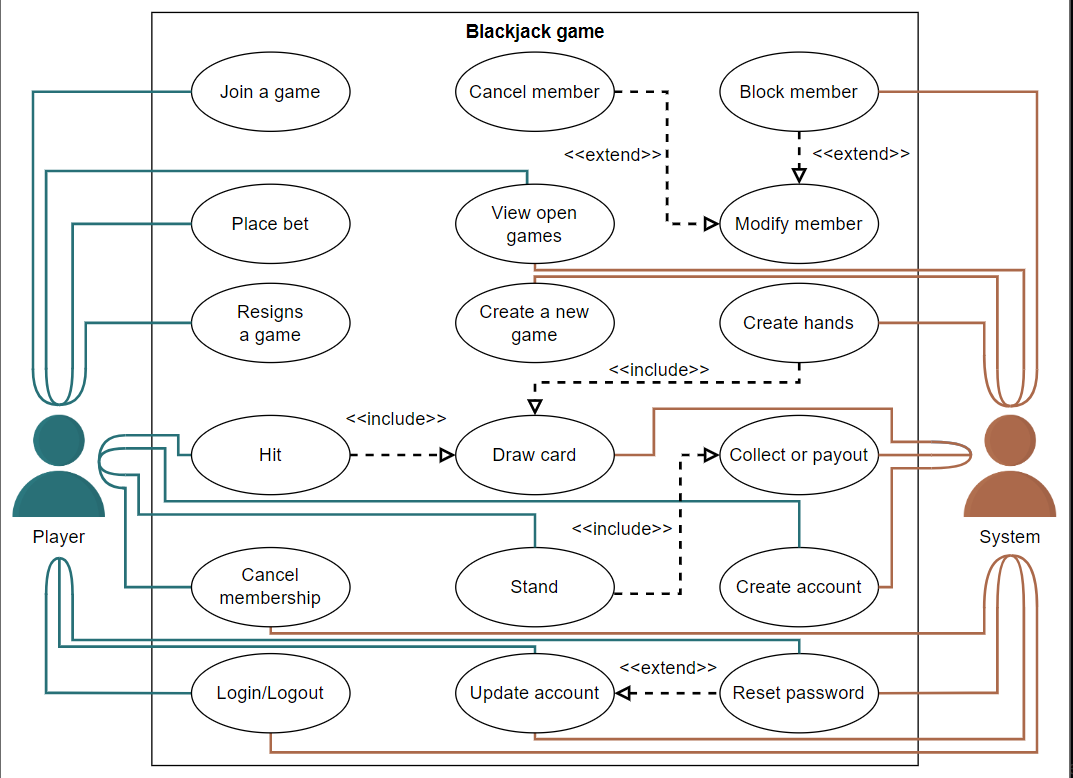 Blackjack game
Join a game
Cancel member
Block member
<<extend>>
<<extend>>
Place bet
View open
games
Modify member
Resigns
a game
Create a new
game
Create hands
<<include>>
<<include>>
Hit
Draw card
Collect or payout
<<include>>
Player
System
Cancel
membership
Stand
Create account
<<extend>>
Login/Logout
Update account
Reset password